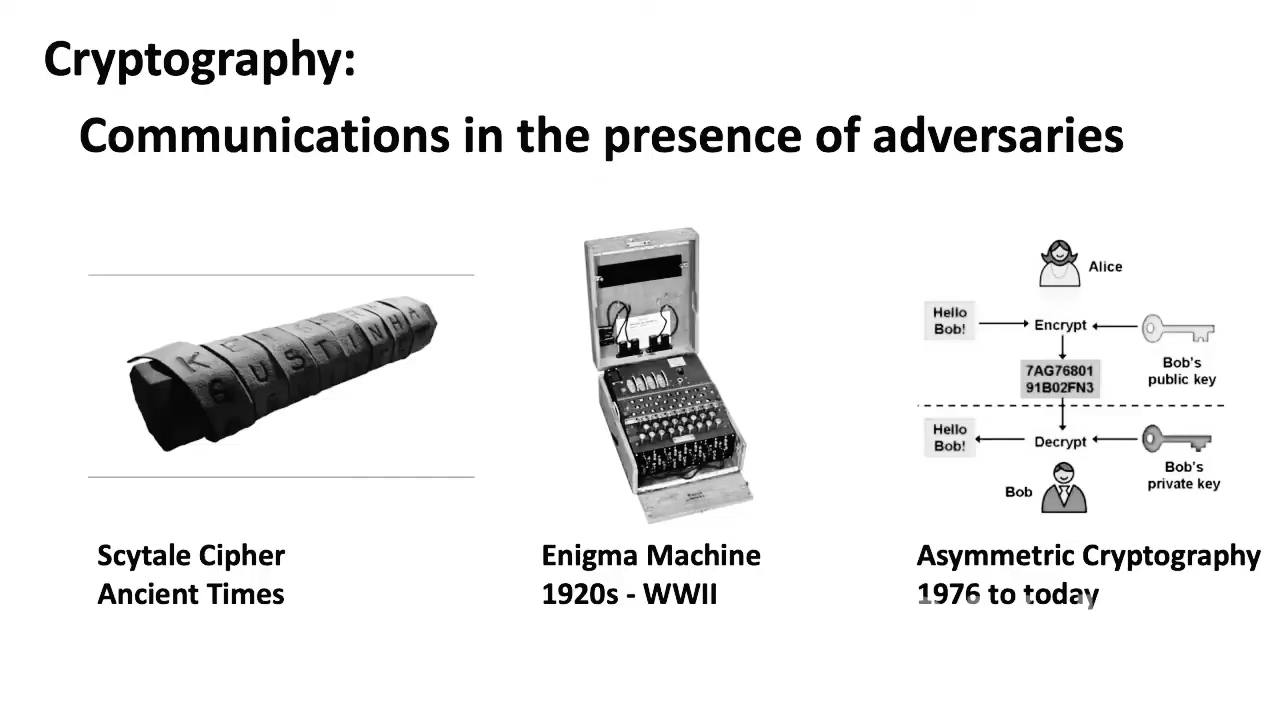 Cryptography:
Communications in the presence of adversaries
Alice
Hello
Bob!
Encrypt
Bob's
public key
7AG76801
91B02FN3
Hello
Bob!
Decrypt
Bob's
private key
Bob
Scytale Cipher
Ancient Times
Enigma Machine
1920s - WWII
Asymmetric Cryptography
1976 to today